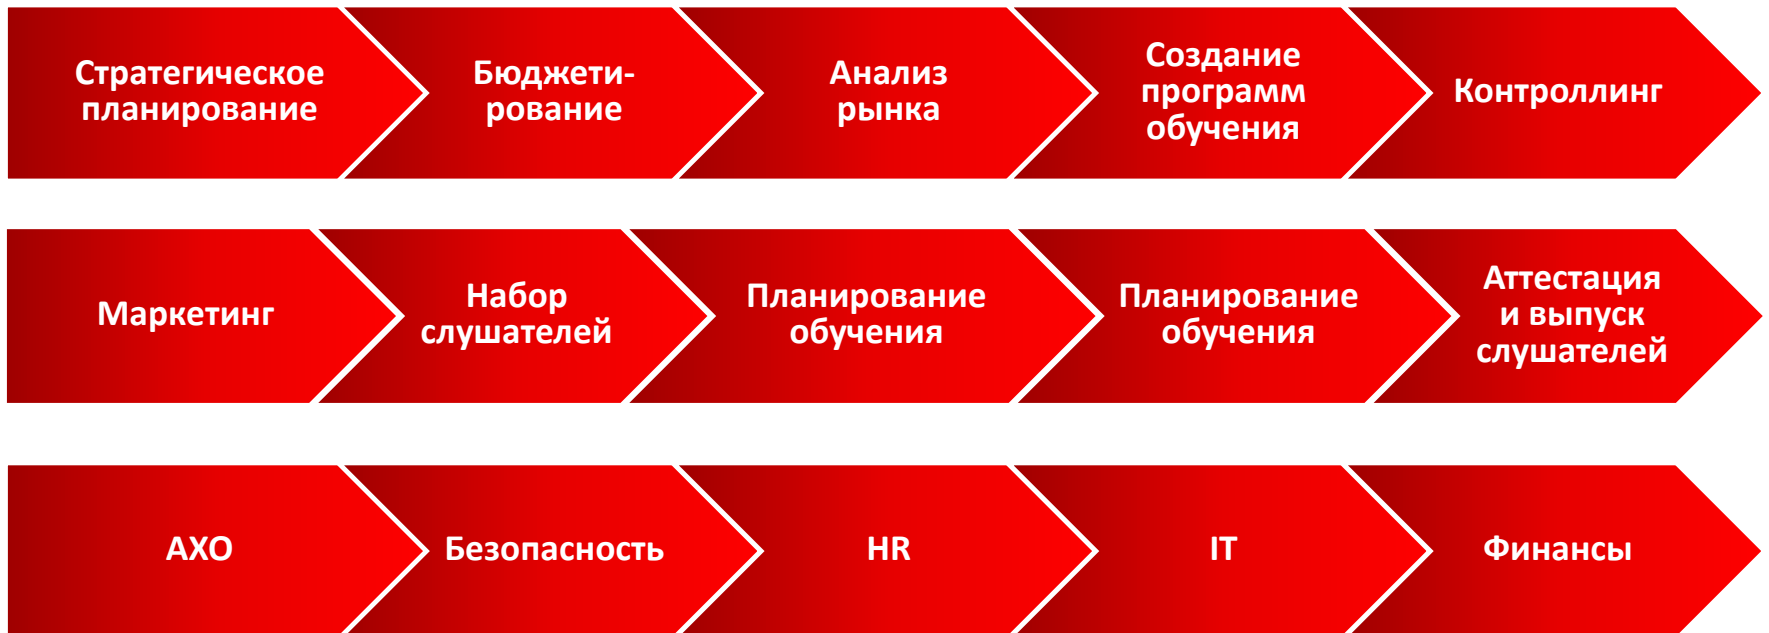 Стратегическое
планирование
Бюджети-
рование
Анализ
рынка
Создание
программ
обучения
Контроллинг
Маркетинг
Набор
слушателей
Планирование
обучения
Планирование
обучения
Аттестация
и выпуск
слушателей
АХО
Безопасность
HR
IT
Финансы